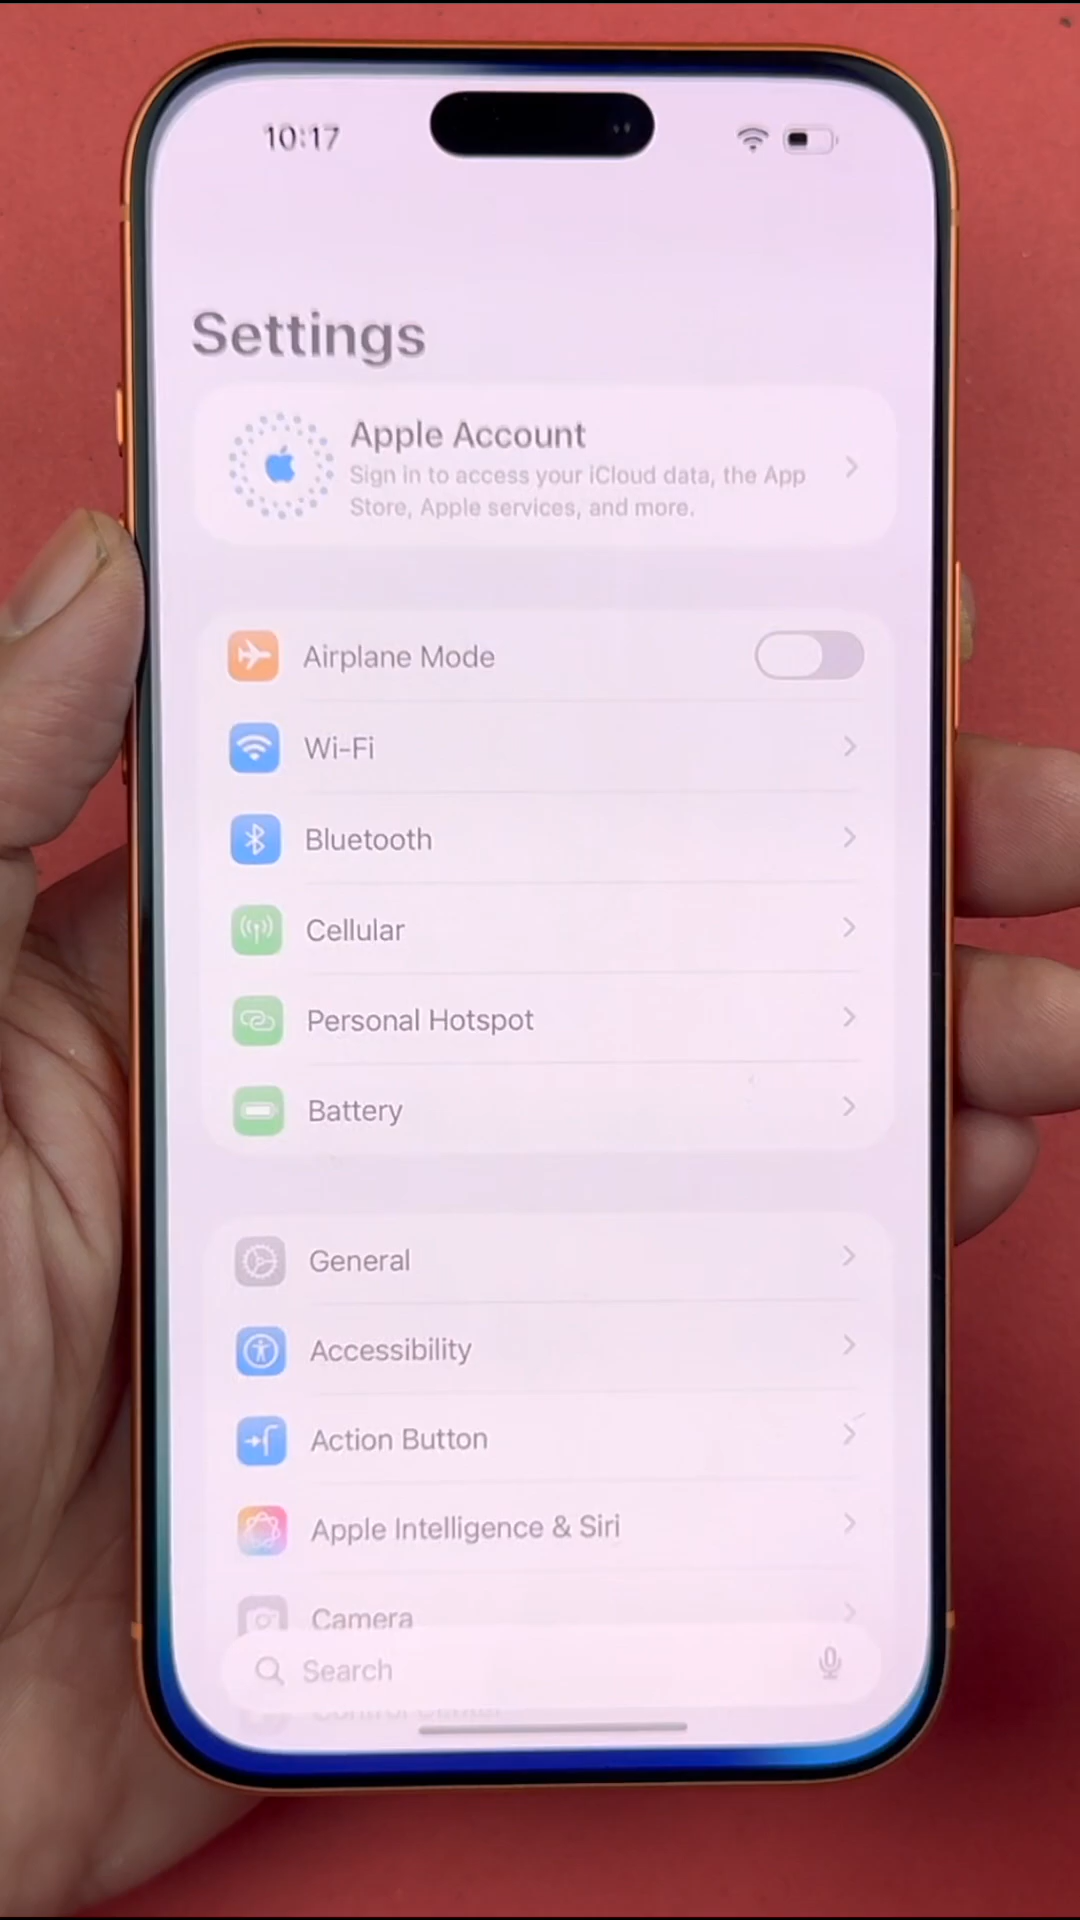 10:17
Settings
Apple Account
Sign in to access your iCloud data, the App
Store, Apple services, and more.
Airplane Mode
Wi-Fi
Bluetooth
Cellular
Personal Hotspot
Battery
General
Accessibility
Action Button
Apple Intelligence & Siri
Camera
Search